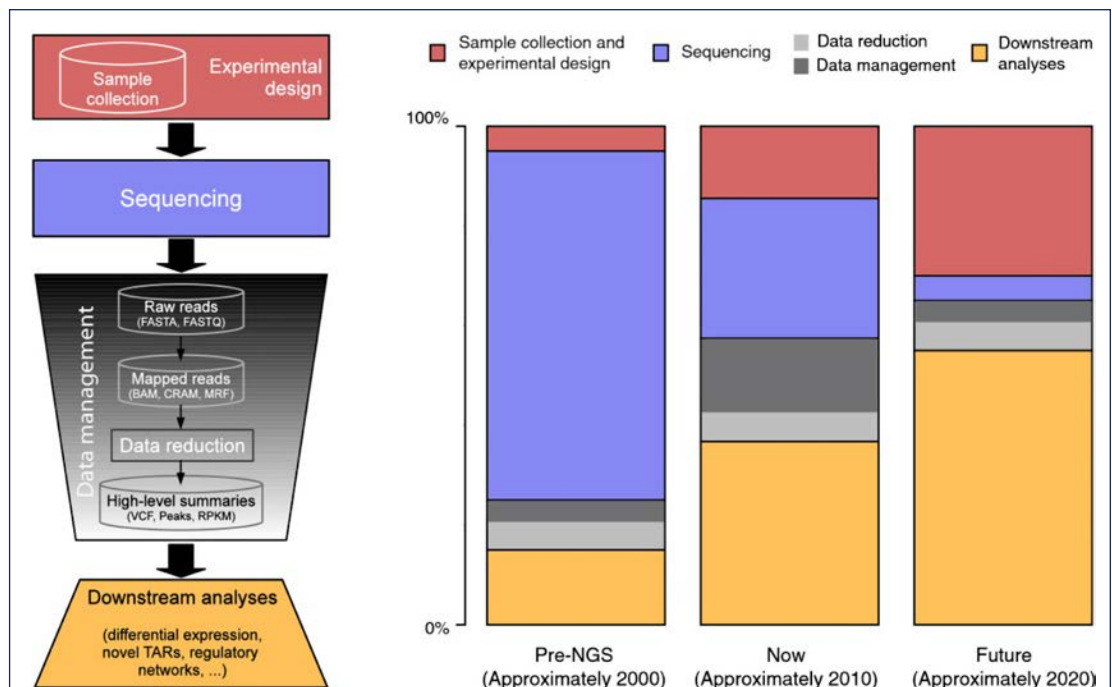 Experimental
design
Sample
collection
Sequencing
Data management
Raw reads
(FASTA, FASTQ)
Mapped reads
(BAM, CRAM, MRF)
Data reduction
High-level summaries
(VCF, Peaks, RPKM)
Downstream analyses
(differential expression,
novel TARs, regulatory
networks, ...)
Sample collection and
experimental design
Sequencing
Data reduction
Data management
Downstream
analyses
100%
0%
Pre-NGS
(Approximately 2000)
Now
(Approximately 2010)
Future
(Approximately 2020)